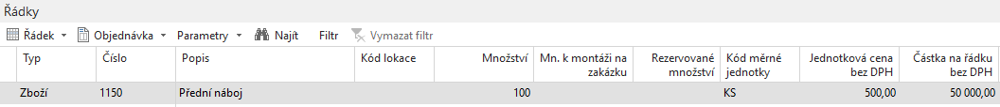 Řádky
Řádek Objednávka Parametry Najít Filtr Vymazat filtr
Typ Číslo Popis Kód lokace Množství Mn. k montáži na zakázku Rezervované množství Kód měrné jednotky Jednotková cena bez DPH Částka na řádku bez DPH
Zboží 1150 Přední náboj 100 KS 500,00 50 000,00